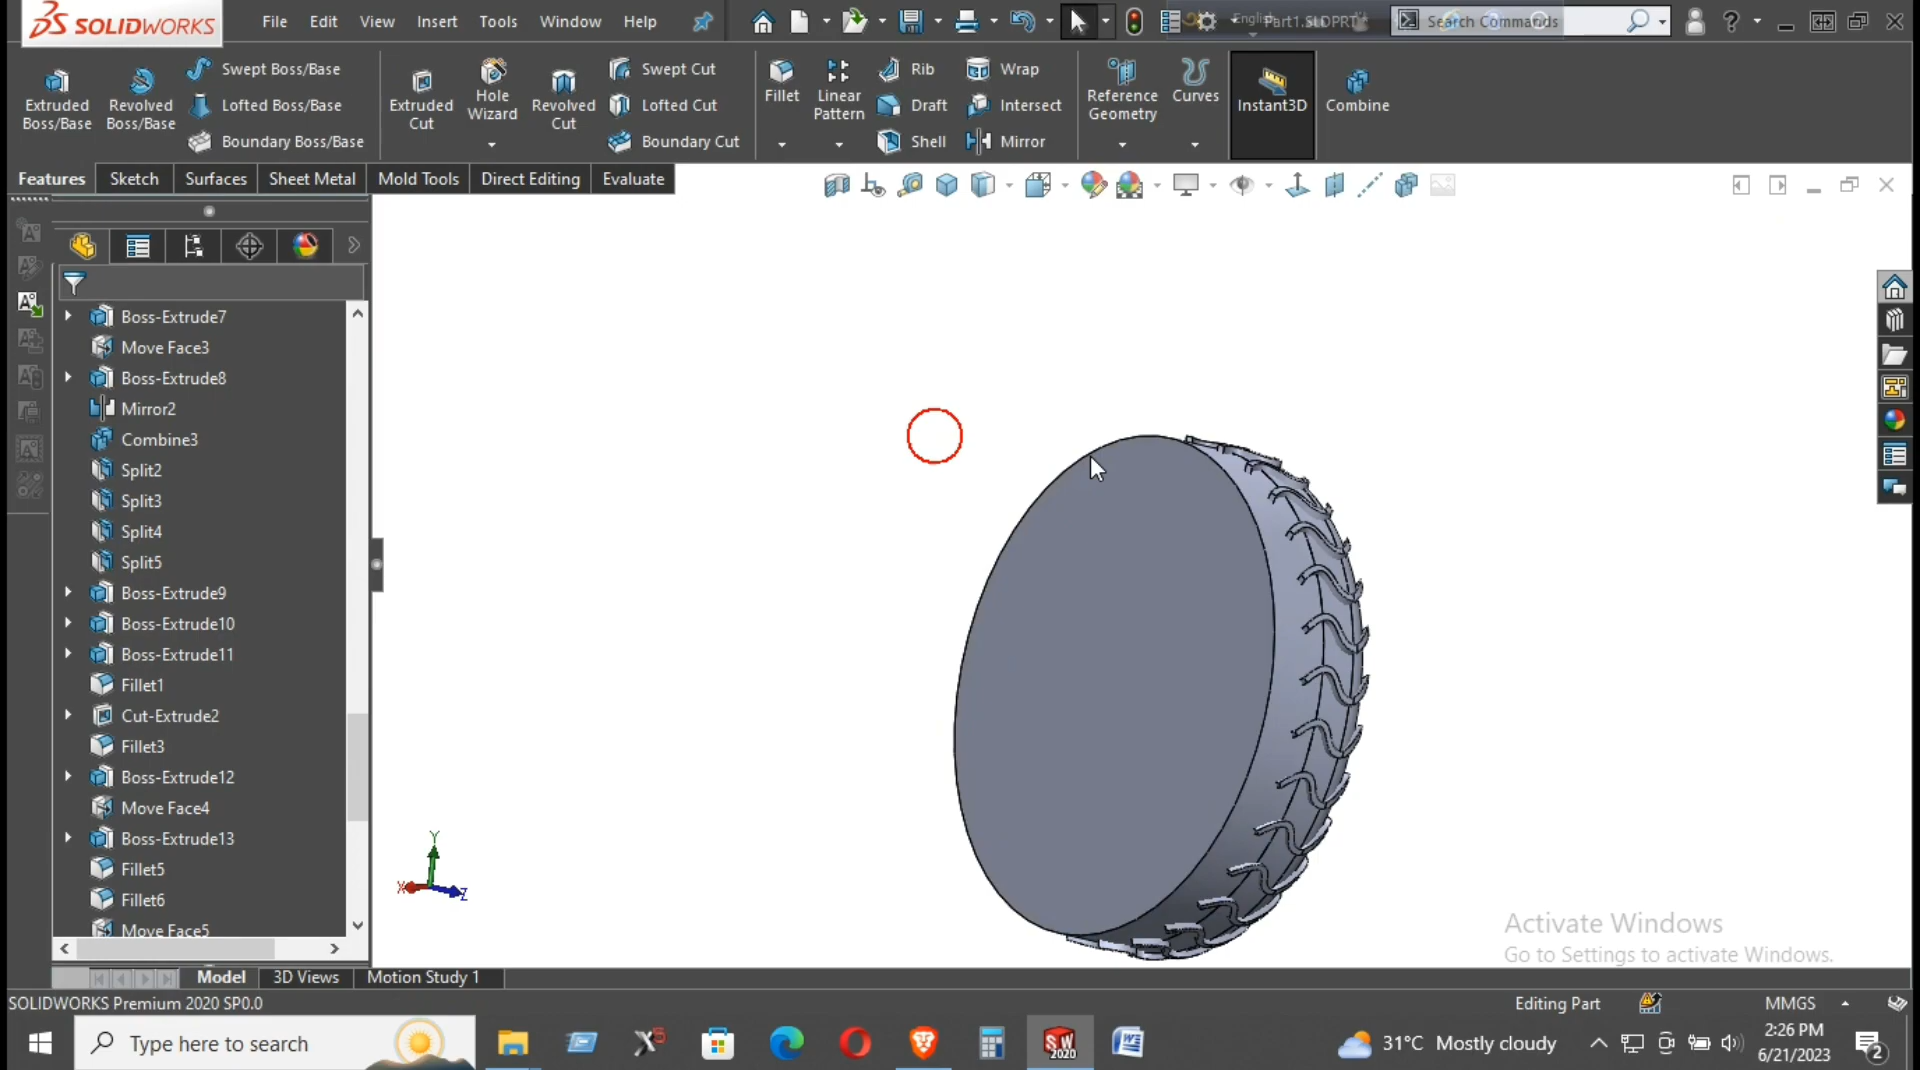 SOLIDWORKS File Edit View Insert Tools Window Help English Part1.SLDPRT * Search Commands
Extruded Boss/Base
Revolved Boss/Base
Swept Boss/Base
Lofted Boss/Base
Boundary Boss/Base
Extruded Cut
Hole Wizard
Revolved Cut
Swept Cut
Lofted Cut
Boundary Cut
Fillet
Linear Pattern
Rib
Draft
Shell
Wrap
Intersect
Mirror
Reference Geometry
Curves
Instant3D
Combine
Features Sketch Surfaces Sheet Metal Mold Tools Direct Editing Evaluate
Boss-Extrude7
Move Face3
Boss-Extrude8
Mirror2
Combine3
Split2
Split3
Split4
Split5
Boss-Extrude9
Boss-Extrude10
Boss-Extrude11
Fillet1
Cut-Extrude2
Fillet3
Boss-Extrude12
Move Face4
Boss-Extrude13
Fillet5
Fillet6
Move Face5
Y
X
Z
Activate Windows
Go to Settings to activate Windows.
Model 3D Views Motion Study 1
SOLIDWORKS Premium 2020 SP0.0 Editing Part MMGS
Type here to search
SW 2020
31°C Mostly cloudy
2:26 PM
6/21/2023
2